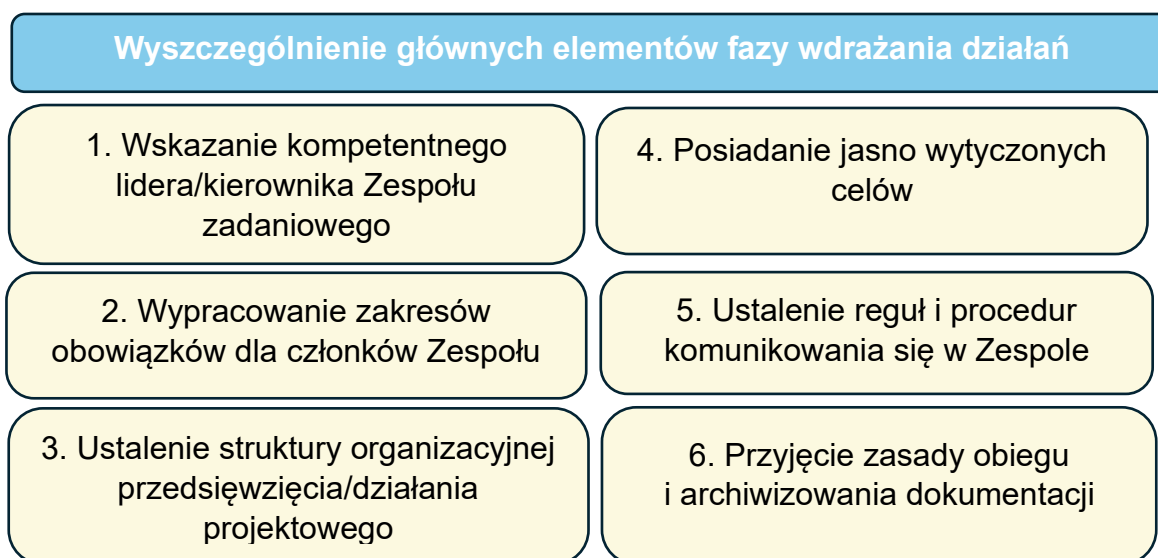 Wyszczególnienie głównych elementów fazy wdrażania działań
1. Wskazanie kompetentnego
lidera/kierownika Zespołu
zadaniowego
2. Wypracowanie zakresów
obowiązków dla członków Zespołu
3. Ustalenie struktury organizacyjnej
przedsięwzięcia/działania
projektowego
4. Posiadanie jasno wytyczonych
celów
5. Ustalenie reguł i procedur
komunikowania się w Zespole
6. Przyjęcie zasady obiegu
i archiwizowania dokumentacji